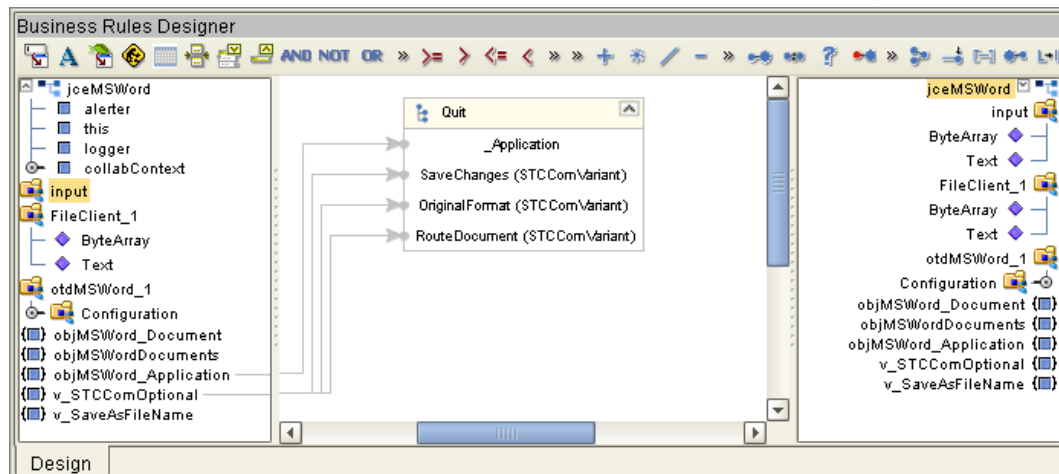 Business Rules Designer
A AND NOT OR » >= > <= < » » + * / - » ? »
jceMSWord
alerter
this
logger
collabContext
input
FileClient_1
ByteArray
Text
otdMSWord_1
Configuration
objMSWord_Document
objMSWordDocuments
objMSWord_Application
v_STCComOptional
v_SaveAsFileName
Quit
_Application
SaveChanges (STCComVariant)
OriginalFormat (STCComVariant)
RouteDocument (STCComVariant)
jceMSWord
input
ByteArray
Text
FileClient_1
ByteArray
Text
otdMSWord_1
Configuration
objMSWord_Document
objMSWordDocuments
objMSWord_Application
v_STCComOptional
v_SaveAsFileName
Design